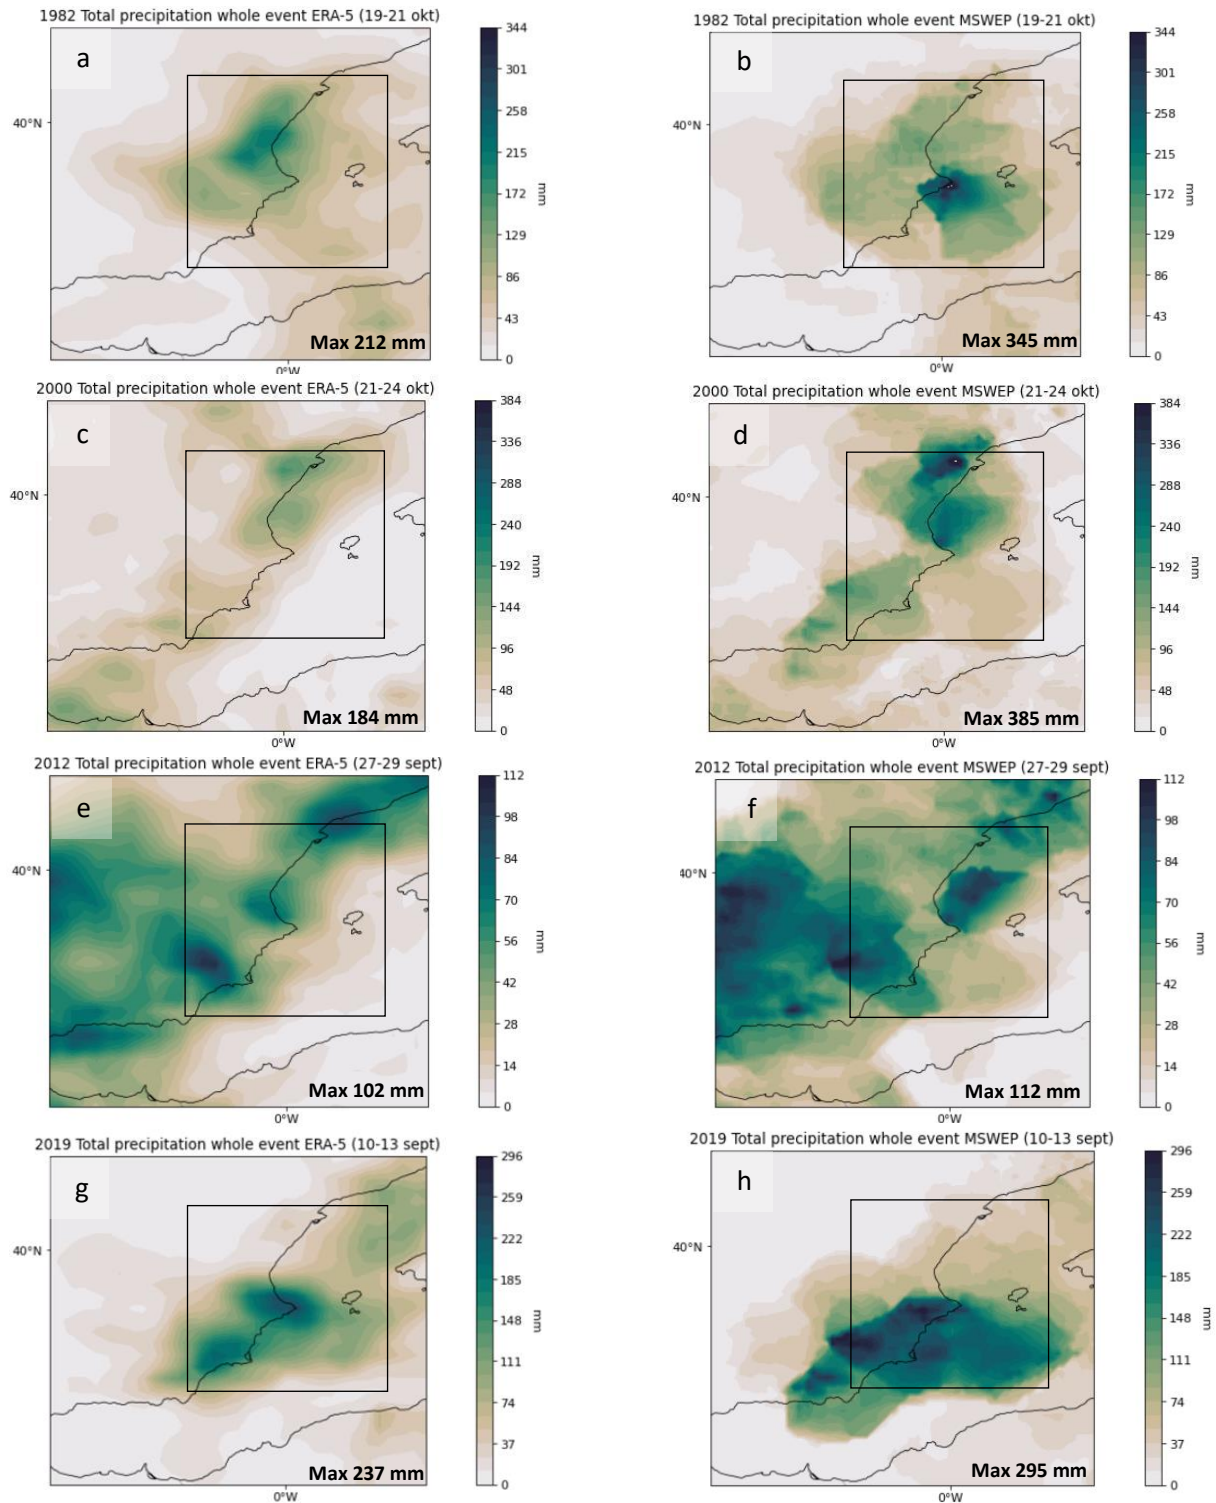 1982 Total precipitation whole event ERA-5 (19-21 okt)
a
40°N
0°W
Max 212 mm
344
301
258
215
172
129
86
43
0
mm
1982 Total precipitation whole event MSWEP (19-21 okt)
b
40°N
0°W
Max 345 mm
344
301
258
215
172
129
86
43
0
mm
2000 Total precipitation whole event ERA-5 (21-24 okt)
c
40°N
0°W
Max 184 mm
384
336
288
240
192
144
96
48
0
mm
2000 Total precipitation whole event MSWEP (21-24 okt)
d
40°N
0°W
Max 385 mm
384
336
288
240
192
144
96
48
0
mm
2012 Total precipitation whole event ERA-5 (27-29 sept)
e
40°N
0°W
Max 102 mm
112
98
84
70
56
42
28
14
0
mm
2012 Total precipitation whole event MSWEP (27-29 sept)
f
40°N
0°W
Max 112 mm
112
98
84
70
56
42
28
14
0
mm
2019 Total precipitation whole event ERA-5 (10-13 sept)
g
40°N
0°W
Max 237 mm
296
259
222
185
148
111
74
37
0
mm
2019 Total precipitation whole event MSWEP (10-13 sept)
h
40°N
0°W
Max 295 mm
296
259
222
185
148
111
74
37
0
mm